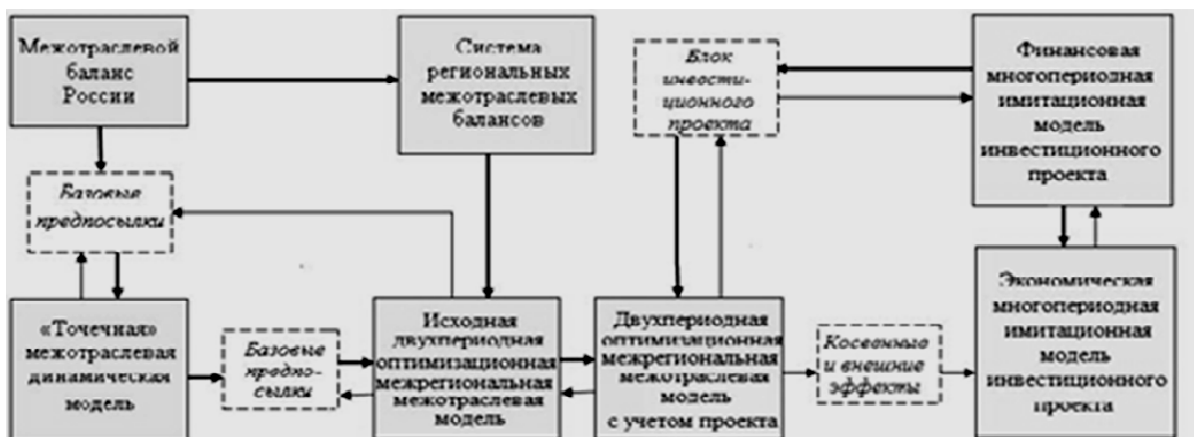 Межотраслевой
баланс
России
Система
региональных
межотраслевых
балансов
Блок
инвести-
ционного
проекта
Финансовая
многопериодная
имитационная
модель
инвестиционного
проекта
Базовые
предпосылки
«Точечная»
межотраслевая
динамическая
модель
Базовые
предпо-
сылки
Исходная
двухпериодная
оптимизационная
межрегиональная
межотраслевая
модель
Двухпериодная
оптимизационная
межрегиональная
межотраслевая
модель
с учетом проекта
Косвенные
и внешние
эффекты
Экономическая
многопериодная
имитационная
модель
инвестиционного
проекта